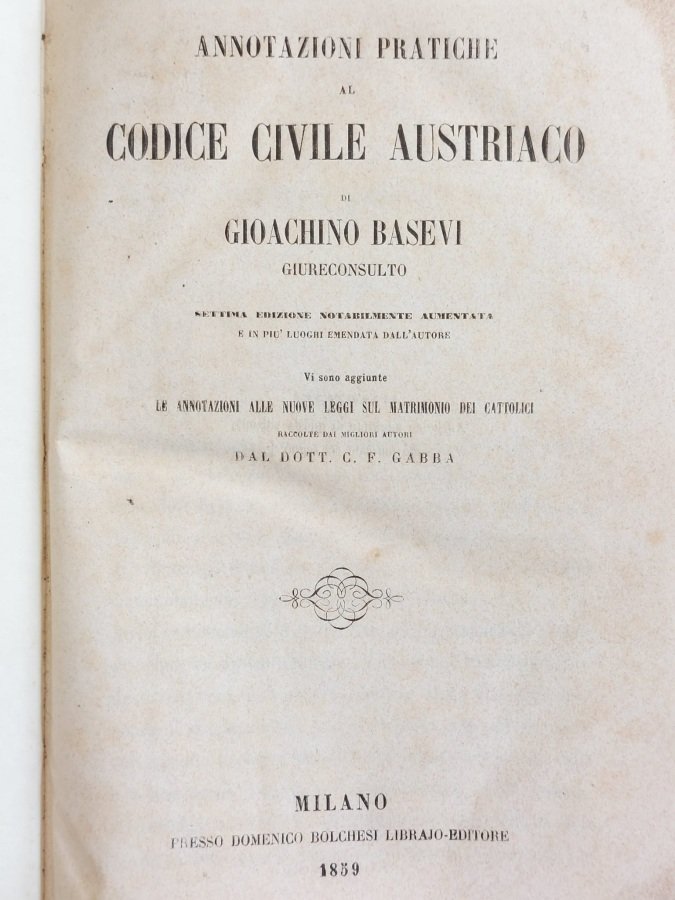 ANNOTAZIONI PRATICHE
AL
CODICE CIVILE AUSTRIACO
DI
GIOACHINO BASEVI
GIURECONSULTO
SETTIMA EDIZIONE NOTABILMENTE AUMENTATA
E IN PIU' LUOGHI EMENDATA DALL'AUTORE
Vi sono aggiunte
LE ANNOTAZIONI ALLE NUOVE LEGGI SUL MATRIMONIO DEI CATTOLICI
RACCOLTE DAI MIGLIORI AUTORI
DAL DOTT. C. F. GABBA
MILANO
PRESSO DOMENICO BOLCHESI LIBRAJO-EDITORE
1859